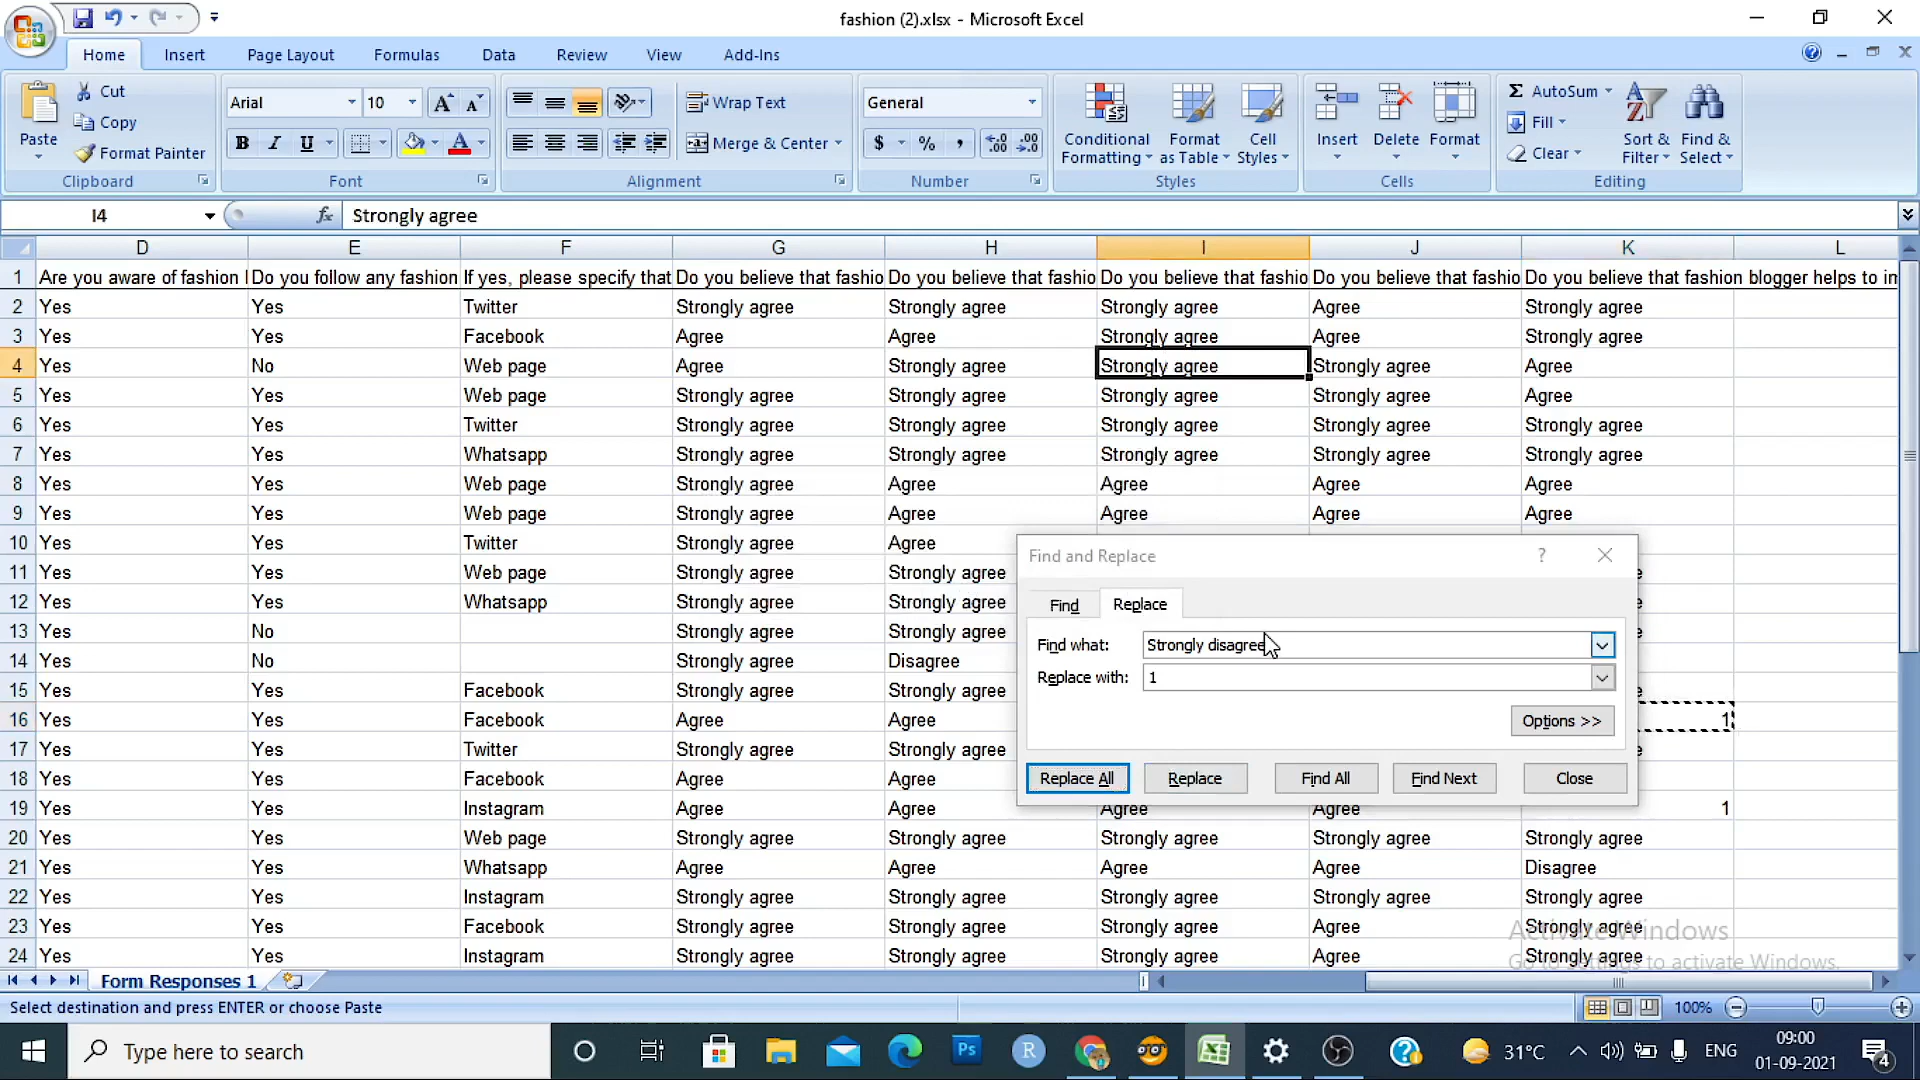 fashion (2).xlsx - Microsoft Excel
Home Insert Page Layout Formulas Data Review View Add-Ins
Paste Cut Copy Format Painter Clipboard
Arial 10 B I U Font
Wrap Text Merge & Center Alignment
General $ % , Number
Conditional Formatting Format as Table Cell Styles Styles
Insert Delete Format Cells
AutoSum Fill Clear Sort & Filter Find & Select Editing
I4 fx Strongly agree
D E F G H I J K L
1 Are you aware of fashion Do you follow any fashion If yes, please specify that Do you believe that fashio Do you believe that fashio Do you believe that fashio Do you believe that fashio Do you believe that fashion blogger helps to in
2 Yes Yes Twitter Strongly agree Strongly agree Strongly agree Agree Strongly agree
3 Yes Yes Facebook Agree Agree Strongly agree Agree Strongly agree
4 Yes No Web page Agree Strongly agree Strongly agree Strongly agree Agree
5 Yes Yes Web page Strongly agree Strongly agree Strongly agree Strongly agree Agree
6 Yes Yes Twitter Strongly agree Strongly agree Strongly agree Strongly agree Strongly agree
7 Yes Yes Whatsapp Strongly agree Strongly agree Strongly agree Strongly agree Strongly agree
8 Yes Yes Web page Strongly agree Agree Agree Agree Agree
9 Yes Yes Web page Strongly agree Agree Agree Agree Agree
10 Yes Yes Twitter Strongly agree Agree
11 Yes Yes Web page Strongly agree Strongly agree e
12 Yes Yes Whatsapp Strongly agree Strongly agree e
13 Yes No Strongly agree Strongly agree e
14 Yes No Strongly agree Disagree
15 Yes Yes Facebook Strongly agree Strongly agree e
16 Yes Yes Facebook Agree Agree 1
17 Yes Yes Twitter Strongly agree Strongly agree e
18 Yes Yes Facebook Agree Agree
19 Yes Yes Instagram Agree Agree Agree Agree 1
20 Yes Yes Web page Strongly agree Strongly agree Strongly agree Strongly agree Strongly agree
21 Yes Yes Whatsapp Agree Agree Agree Agree Disagree
22 Yes Yes Instagram Strongly agree Strongly agree Strongly agree Strongly agree Strongly agree
23 Yes Yes Facebook Strongly agree Strongly agree Strongly agree Agree Strongly agree
24 Yes Yes Instagram Strongly agree Strongly agree Strongly agree Agree Strongly agree
Find and Replace ?
Find Replace
Find what: Strongly disagree
Replace with: 1
Options >>
Replace All Replace Find All Find Next Close
Activate Windows
Go to Settings to activate Windows.
Form Responses 1
Select destination and press ENTER or choose Paste 100%
Type here to search Ps R 31°C ENG 09:00
01-09-2021 4